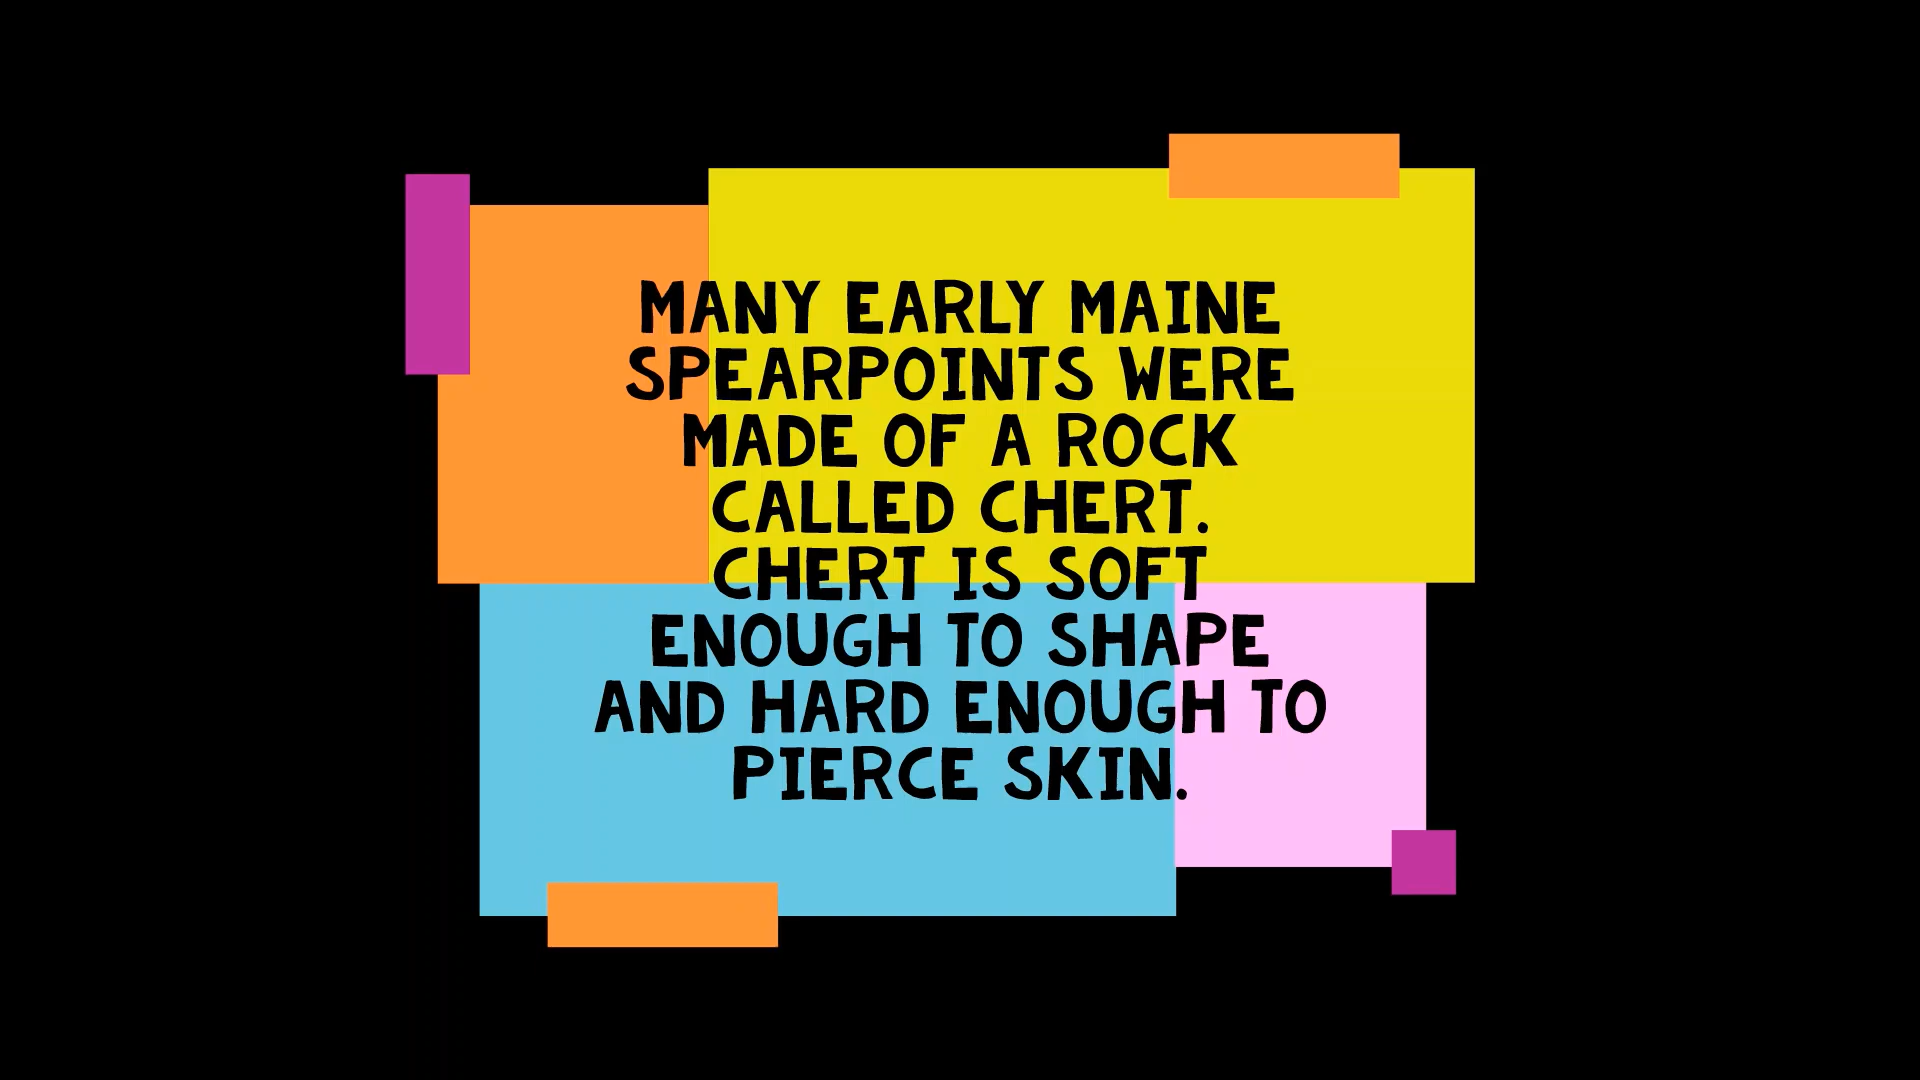 MANY EARLY MAINE
SPEARPOINTS WERE
MADE OF A ROCK
CALLED CHERT.
CHERT IS SOFT
ENOUGH TO SHAPE
AND HARD ENOUGH TO
PIERCE SKIN.